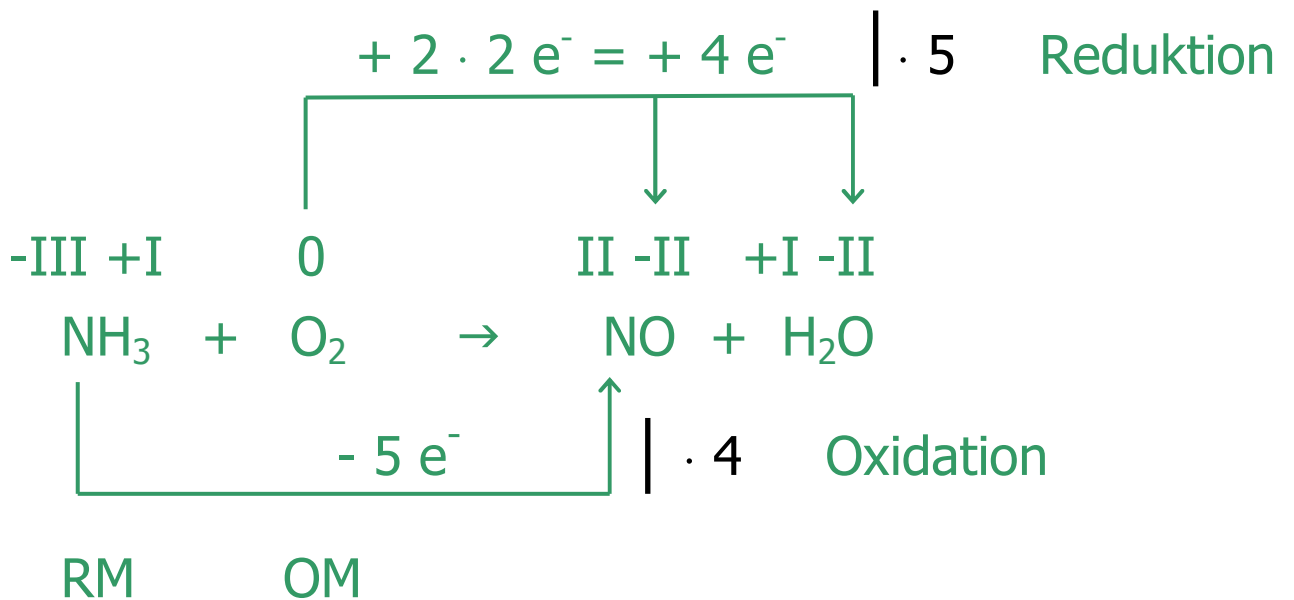 + 2 · 2 e⁻ = + 4 e⁻ | · 5 Reduktion
-III +I 0 II -II +I -II
NH₃ + O₂ → NO + H₂O
- 5 e⁻ | · 4 Oxidation
RM OM